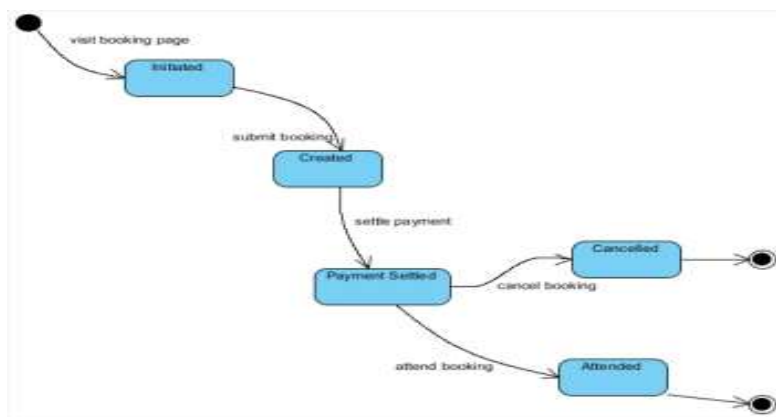 visit booking page
Initiated
submit booking
Created
settle payment
Cancelled
Payment Settled
cancel booking
attend booking
Attended